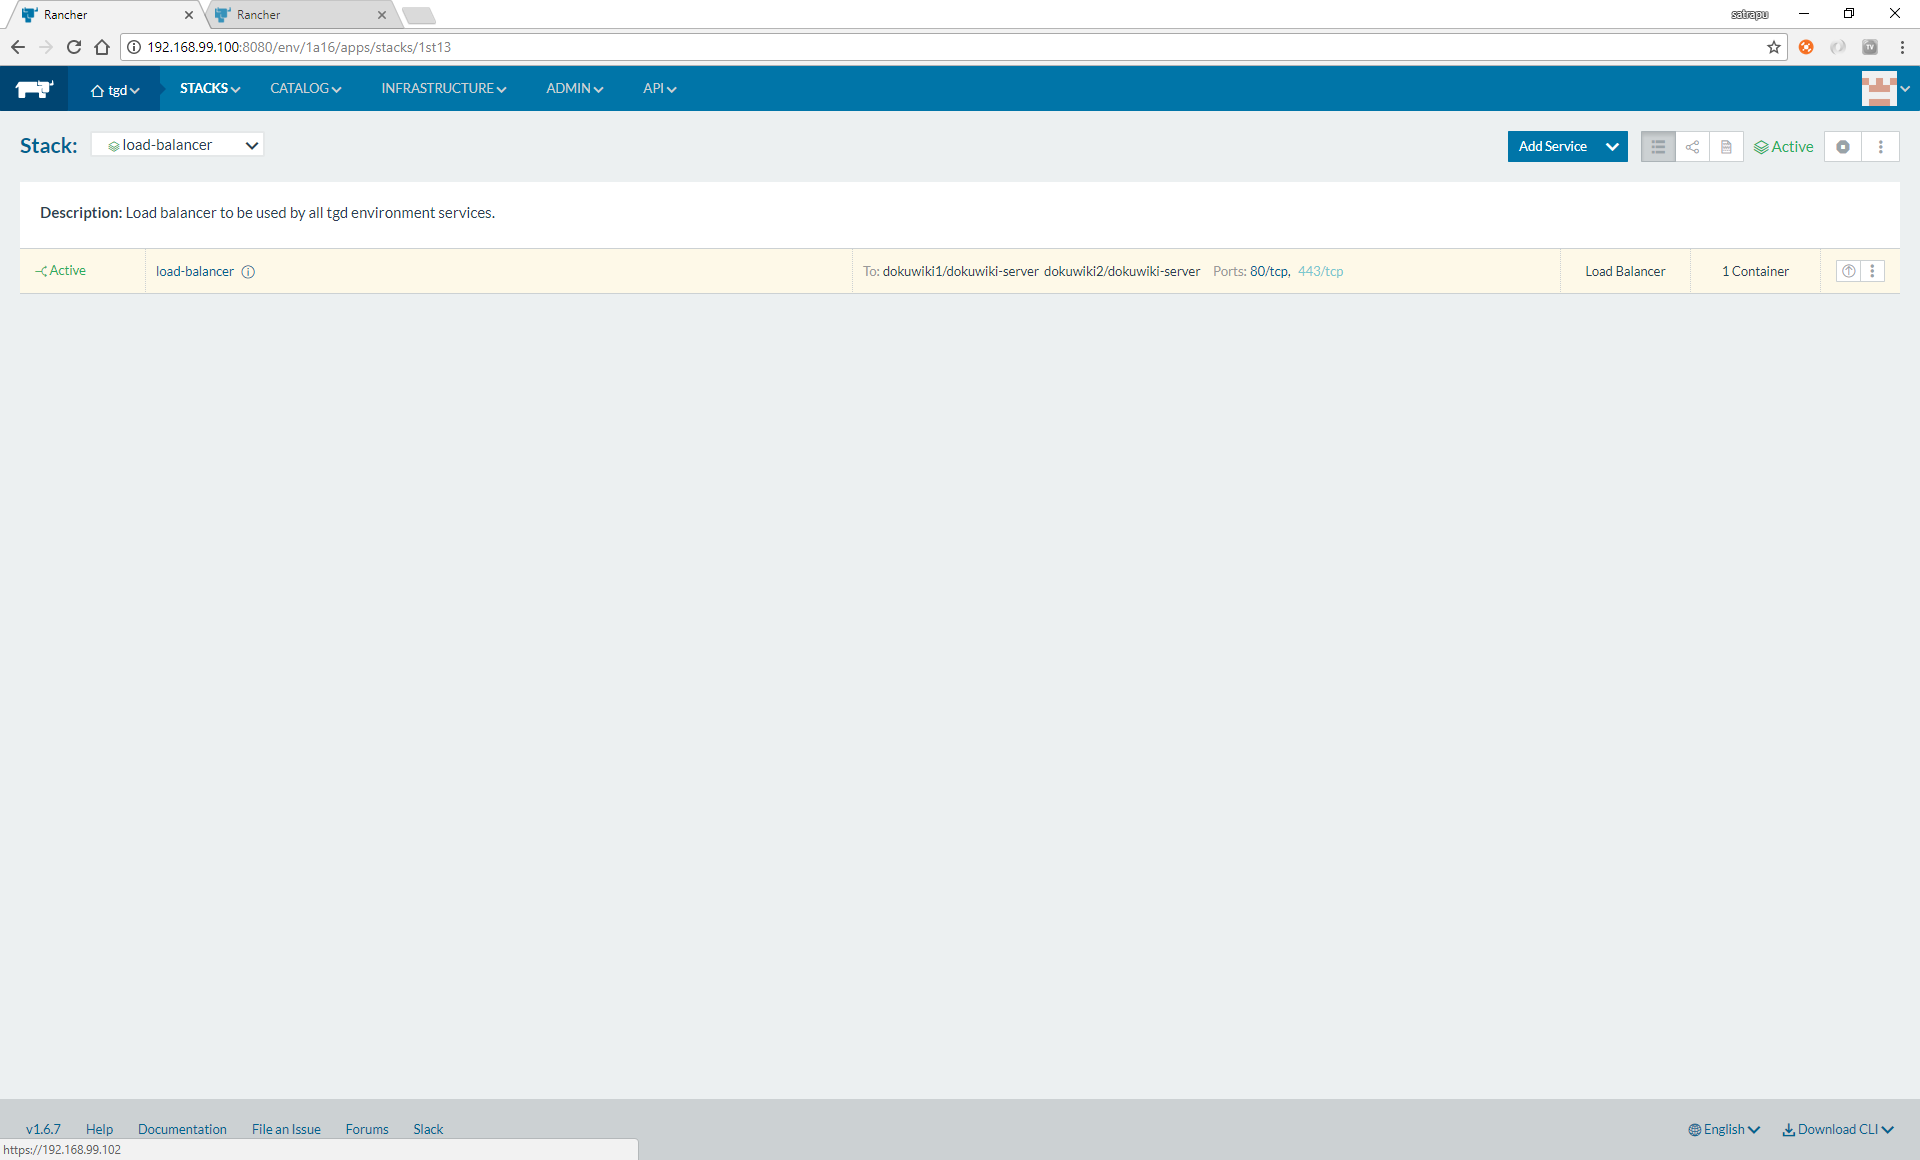 Rancher
Rancher
satrapu
192.168.99.100:8080/env/1a16/apps/stacks/1st13
TV
tgd
STACKS
CATALOG
INFRASTRUCTURE
ADMIN
API
Stack:
load-balancer
Add Service
Active
Description: Load balancer to be used by all tgd environment services.
Active
load-balancer
To: dokuwiki1/dokuwiki-server dokuwiki2/dokuwiki-server Ports: 80/tcp, 443/tcp
Load Balancer
1 Container
v1.6.7
Help
Documentation
File an Issue
Forums
Slack
English
Download CLI
https://192.168.99.102